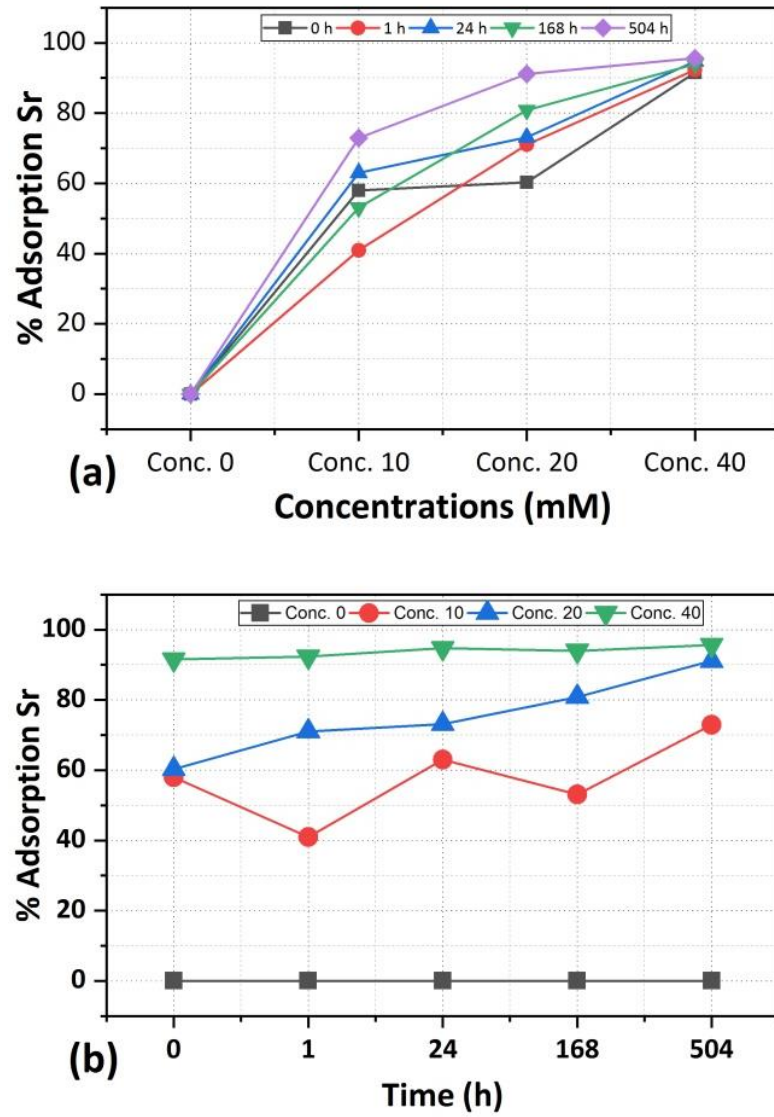 0 h 1 h 24 h 168 h 504 h
100
80
60
40
20
0
% Adsorption Sr
Conc. 0 Conc. 10 Conc. 20 Conc. 40
(a)
Concentrations (mM)
Conc. 0 Conc. 10 Conc. 20 Conc. 40
100
80
60
40
20
0
% Adsorption Sr
0 1 24 168 504
(b)
Time (h)